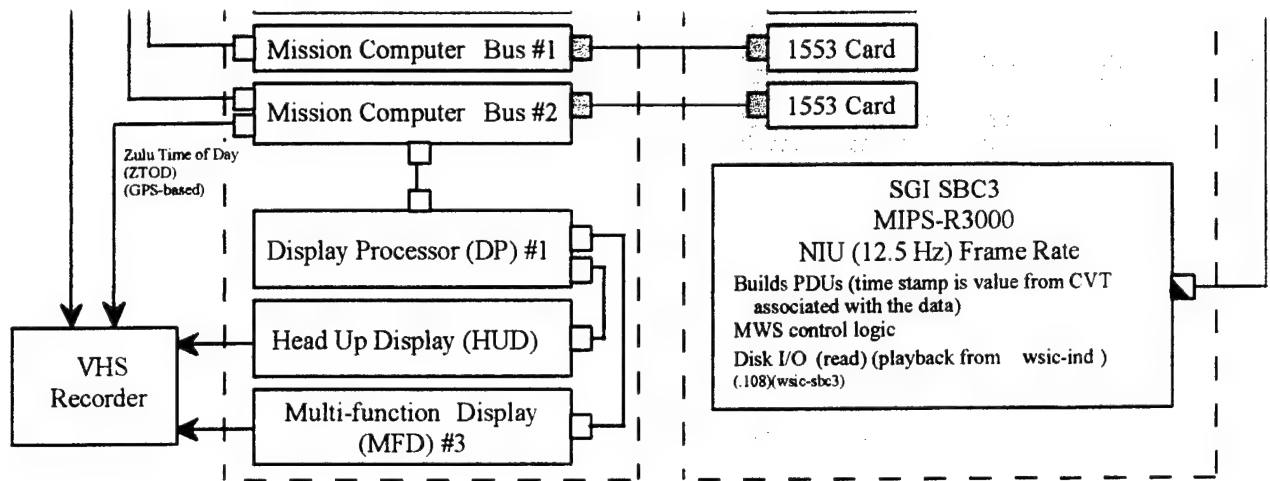 Mission Computer Bus #1
1553 Card
Mission Computer Bus #2
1553 Card
Zulu Time of Day
(ZTOD)
(GPS-based)
Display Processor (DP) #1
Head Up Display (HUD)
Multi-function Display
(MFD) #3
VHS
Recorder
SGI SBC3
MIPS-R3000
NIU (12.5 Hz) Frame Rate
Builds PDUs (time stamp is value from CVT
associated with the data)
MWS control logic
Disk I/O (read) (playback from wsic-ind )
(.108)(wsic-sbc3)